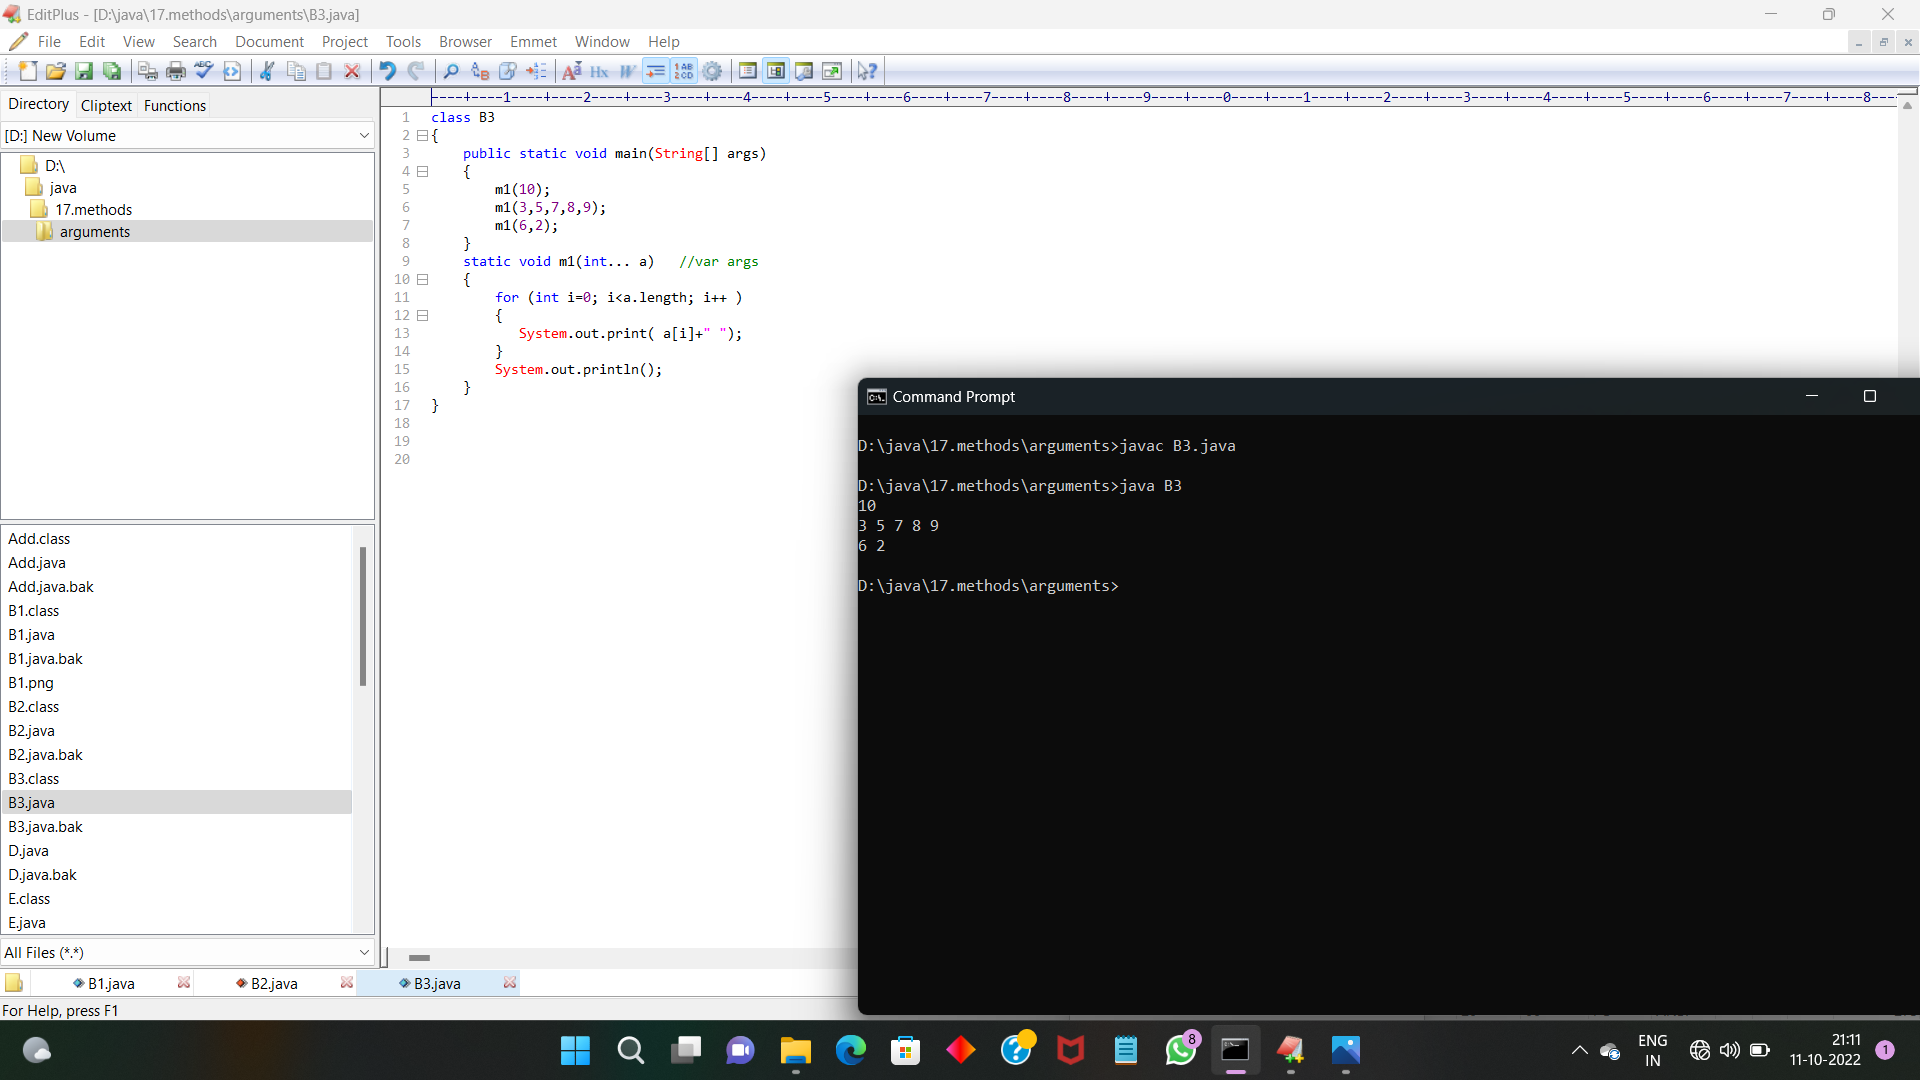 EditPlus - [D:\java\17.methods\arguments\B3.java]
File Edit View Search Document Project Tools Browser Emmet Window Help
Directory Cliptext Functions
[D:] New Volume
D:\
java
17.methods
arguments
Add.class
Add.java
Add.java.bak
B1.class
B1.java
B1.java.bak
B1.png
B2.class
B2.java
B2.java.bak
B3.class
B3.java
B3.java.bak
D.java
D.java.bak
E.class
E.java
All Files (*.*)
----+----1----+----2----+----3----+----4----+----5----+----6----+----7----+----8----+----9----+----0----+----1----+----2----+----3----+----4----+----5----+----6----+----7----+----8---
1 class B3
2 {
3 public static void main(String[] args)
4 {
5 m1(10);
6 m1(3,5,7,8,9);
7 m1(6,2);
8 }
9 static void m1(int... a) //var args
10 {
11 for (int i=0; i<a.length; i++ )
12 {
13 System.out.print( a[i]+" ");
14 }
15 System.out.println();
16 }
17 }
18
19
20
Command Prompt
D:\java\17.methods\arguments>javac B3.java
D:\java\17.methods\arguments>java B3
10
3 5 7 8 9
6 2
D:\java\17.methods\arguments>
B1.java B2.java B3.java
For Help, press F1
8
ENG
IN
21:11
11-10-2022
1